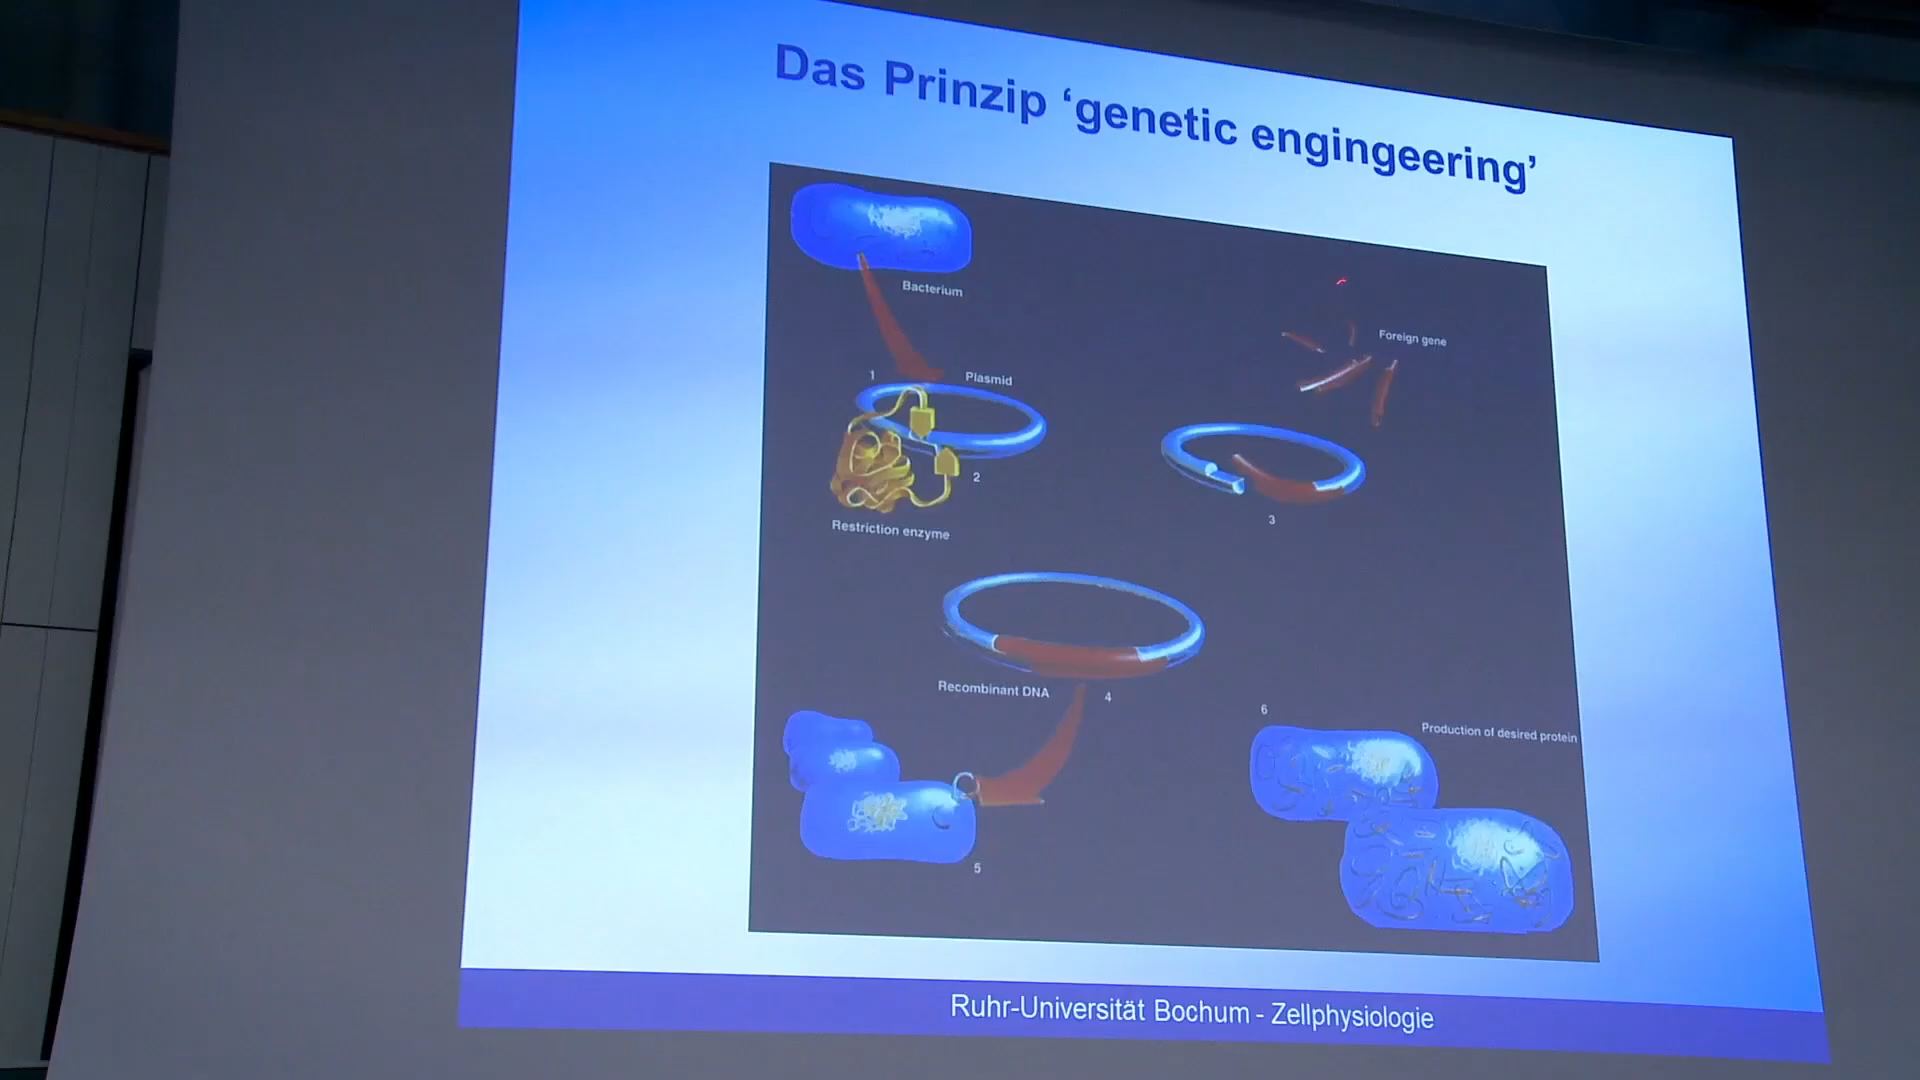 Das Prinzip ‘genetic engingeering’
Bacterium
Foreign gene
1
Plasmid
2
Restriction enzyme
3
Recombinant DNA
4
6
Production of desired protein
5
Ruhr-Universität Bochum - Zellphysiologie